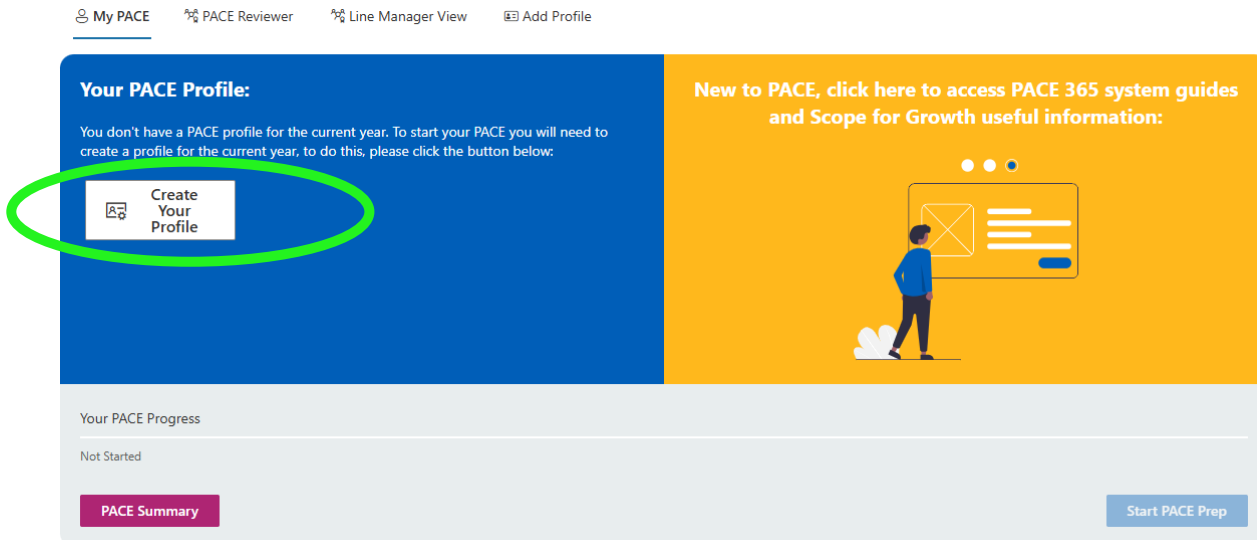 My PACE PACE Reviewer Line Manager View Add Profile
Your PACE Profile:
You don't have a PACE profile for the current year. To start your PACE you will need to
create a profile for the current year, to do this, please click the button below:
Create
Your
Profile
New to PACE, click here to access PACE 365 system guides
and Scope for Growth useful information:
Your PACE Progress
Not Started
PACE Summary
Start PACE Prep